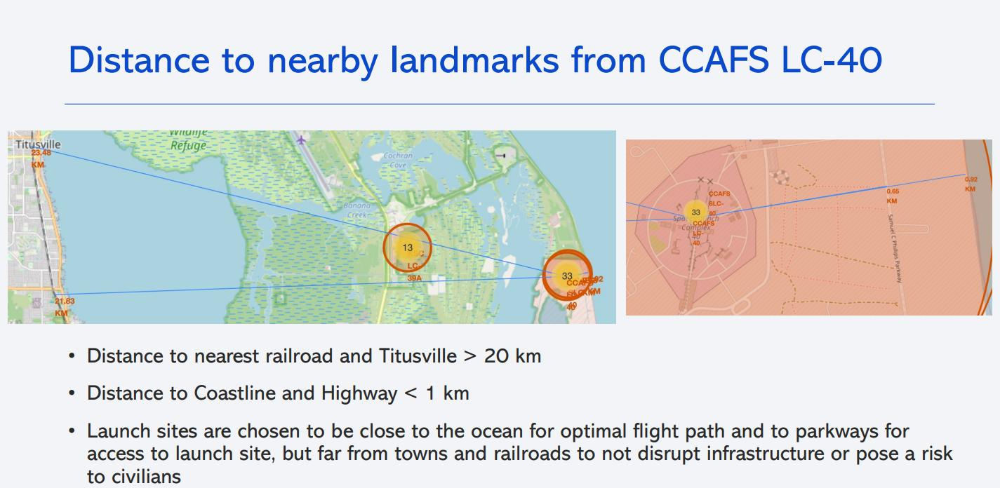 Distance to nearby landmarks from CCAFS LC-40
Wildlife
Refuge
Titusville
23.48
KM
Cochran
Cove
Banana
Creek
13
LC-
39A
33
21.83
KM
40
CCAFS
SLC-
40
33
CCAFS
LC-
40
Complex
0.65
KM
0.92
KM
Samuel C Phillips Parkway
• Distance to nearest railroad and Titusville > 20 km
• Distance to Coastline and Highway < 1 km
• Launch sites are chosen to be close to the ocean for optimal flight path and to parkways for
access to launch site, but far from towns and railroads to not disrupt infrastructure or pose a risk
to civilians